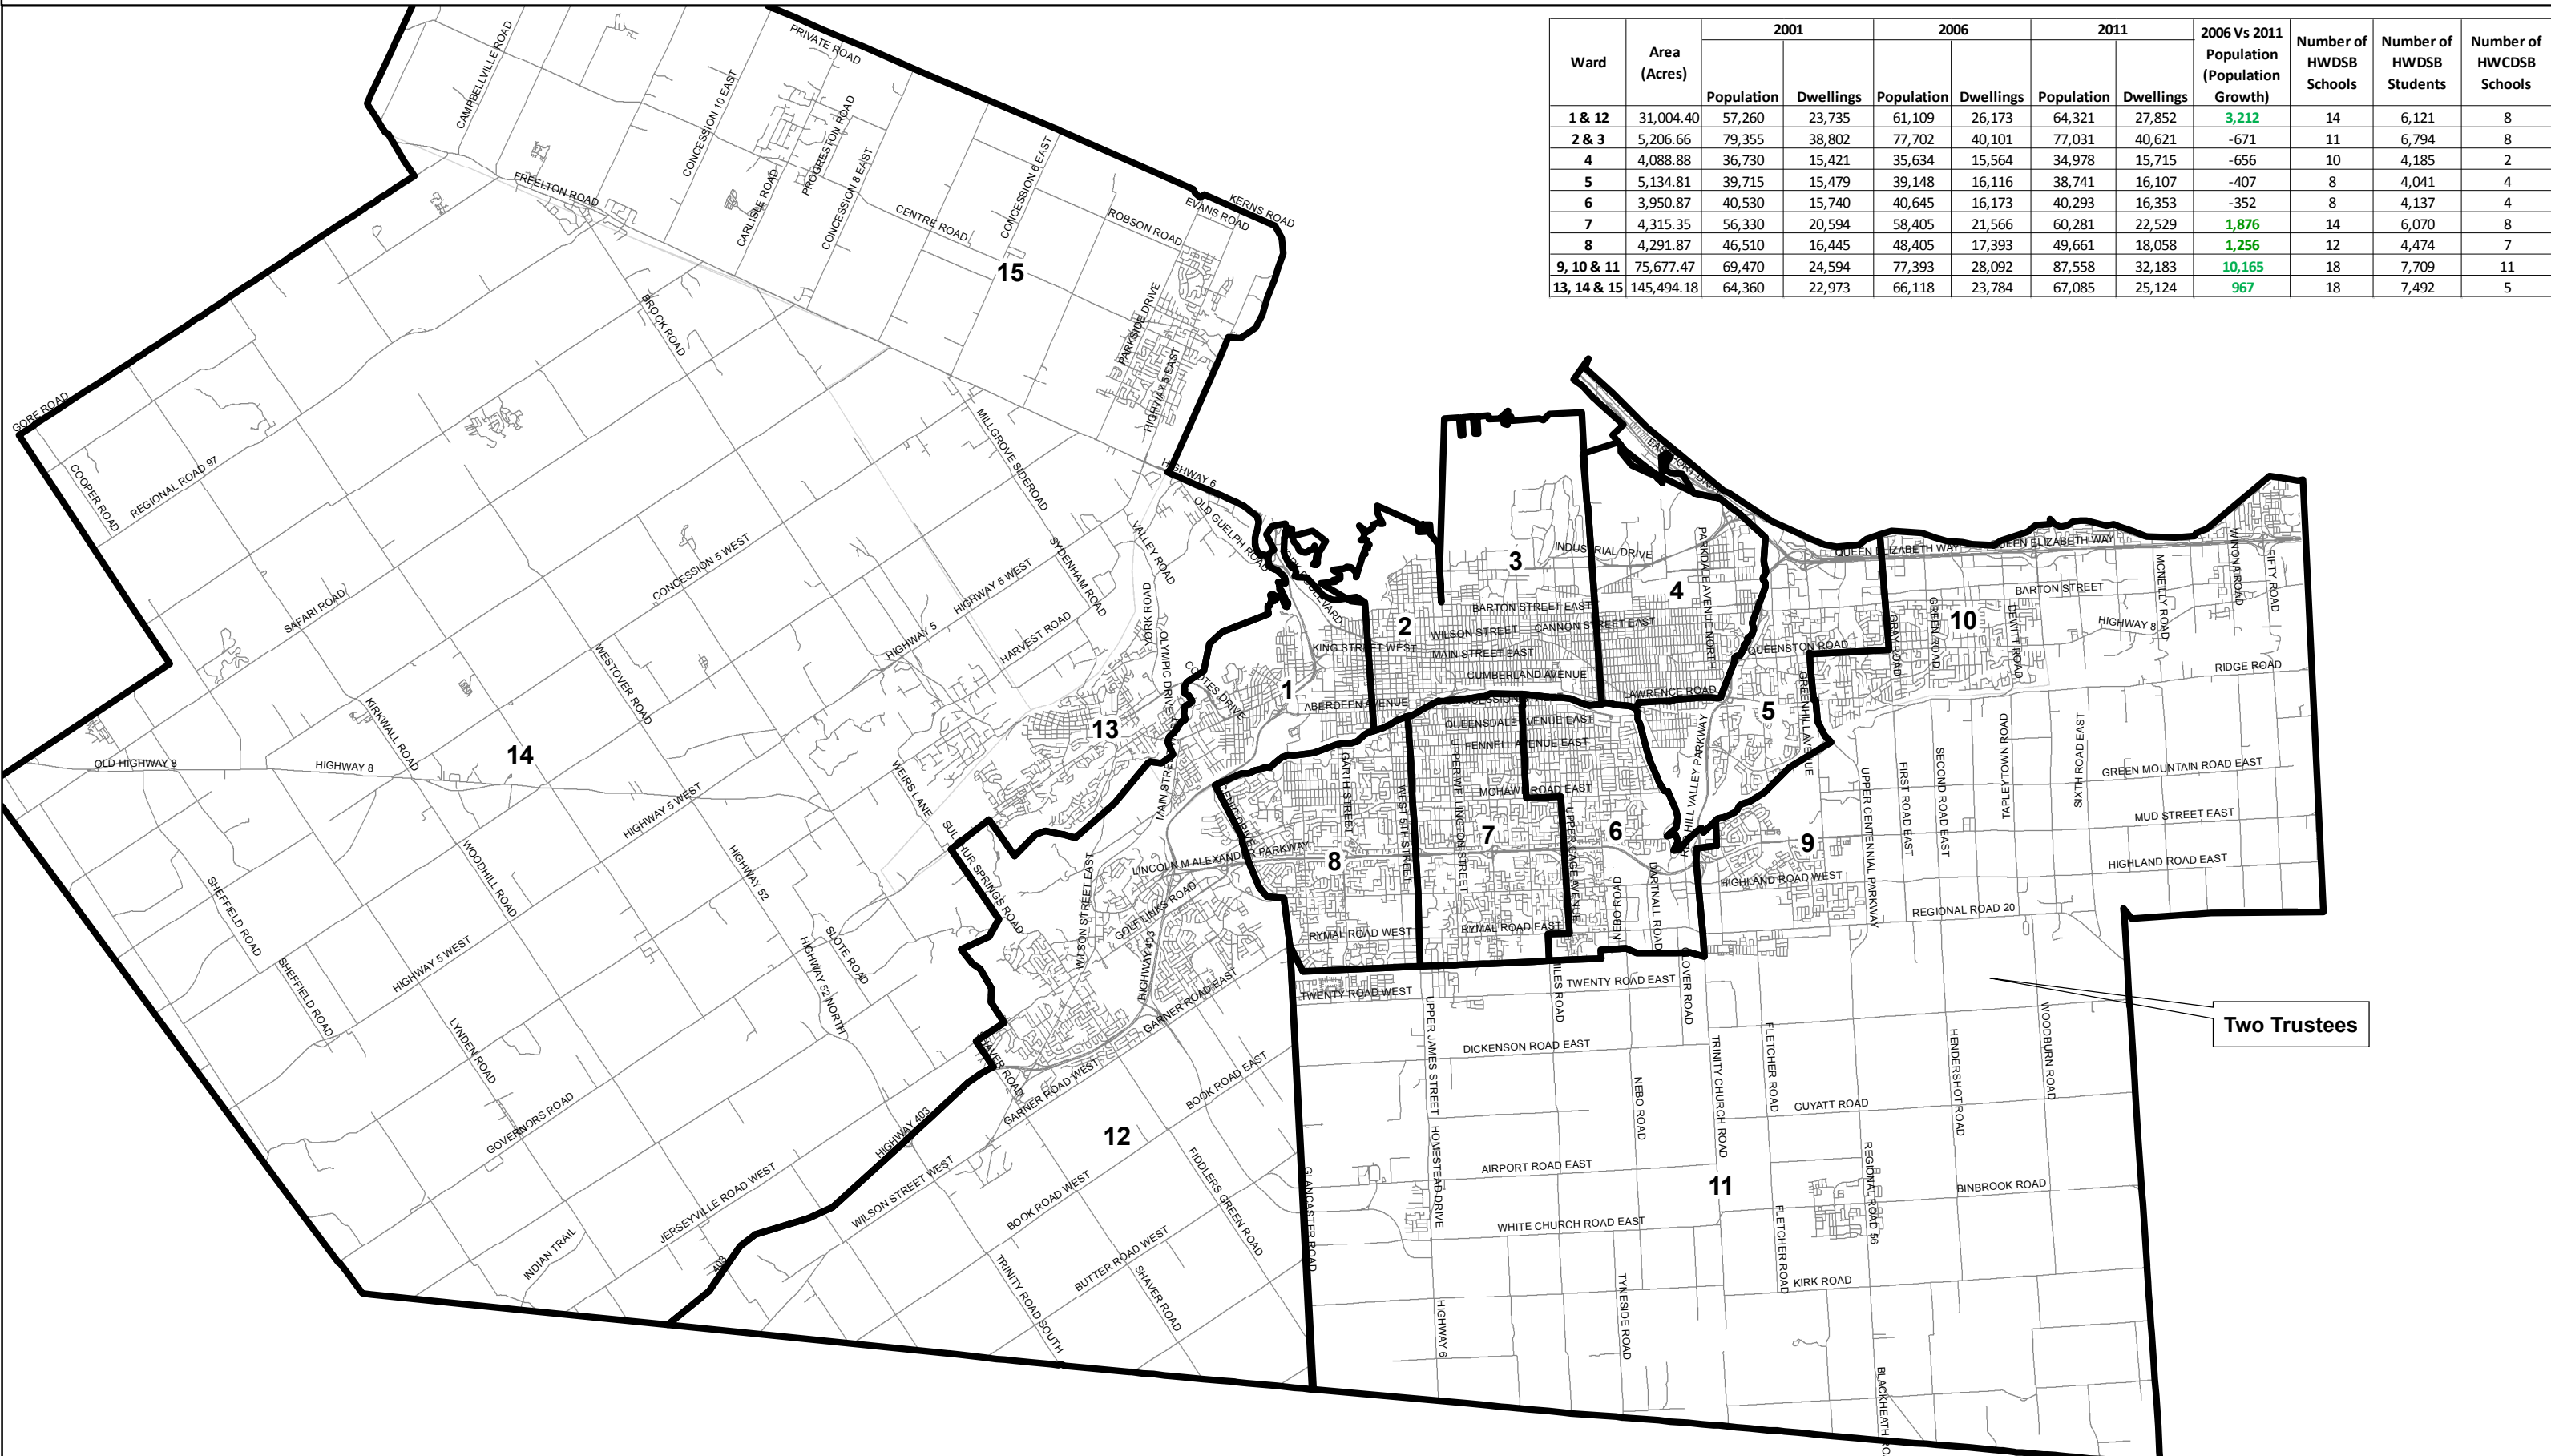 Ward Area (Acres) 2001 2006 2011 2006 Vs 2011 Population (Population Growth) Number of HWDSB Schools Number of HWDSB Students Number of HWCDSB Schools
Population Dwellings Population Dwellings Population Dwellings
1 & 12 31,004.40 57,260 23,735 61,109 26,173 64,321 27,852 3,212 14 6,121 8
2 & 3 5,206.66 79,355 38,802 77,702 40,101 77,031 40,621 -671 11 6,794 8
4 4,088.88 36,730 15,421 35,634 15,564 34,978 15,715 -656 10 4,185 2
5 5,134.81 39,715 15,479 39,148 16,116 38,741 16,107 -407 8 4,041 4
6 3,950.87 40,530 15,740 40,645 16,173 40,293 16,353 -352 8 4,137 4
7 4,315.35 56,330 20,594 58,405 21,566 60,281 22,529 1,876 14 6,070 8
8 4,291.87 46,510 16,445 48,405 17,393 49,661 18,058 1,256 12 4,474 7
9, 10 & 11 75,677.47 69,470 24,594 77,393 28,092 87,558 32,183 10,165 18 7,709 11
13, 14 & 15 145,494.18 64,360 22,973 66,118 23,784 67,085 25,124 967 18 7,492 5
CAMPBELLVILLE ROAD
PRIVATE ROAD
CONCESSION 10 EAST
PROGRESTON ROAD
CARLISLE ROAD
CONCESSION 8 EAST
CONCESSION 6 EAST
FREELTON ROAD
CENTRE ROAD
ROBSON ROAD
EVANS ROAD
KERNS ROAD
15
BROCK ROAD
PARKSIDE DRIVE
HIGHWAY 5 EAST
GORE ROAD
COOPER ROAD
REGIONAL ROAD 97
MILLGROVE SIDEROAD
HIGHWAY 6
OLD GUELPH ROAD
VALLEY ROAD
SYDENHAM ROAD
YORK ROAD
OLYMPIC DRIVE
CONCESSION 5 WEST
HIGHWAY 5 WEST
HIGHWAY 5
HARVEST ROAD
SAFARI ROAD
WESTOVER ROAD
KIRKWALL ROAD
OLD HIGHWAY 8
HIGHWAY 8
14
13
COOTES DRIVE
1
2
3
4
INDUSTRIAL DRIVE
PARKDALE AVENUE NORTH
BARTON STREET EAST
WILSON STREET
CANNON STREET EAST
KING STREET WEST
MAIN STREET EAST
CUMBERLAND AVENUE
ABERDEEN AVENUE
LAWRENCE ROAD
QUEENSTON ROAD
QUEEN ELIZABETH WAY
QUEEN ELIZABETH WAY
BARTON STREET
10
GRAY ROAD
GREEN ROAD
DEWITT ROAD
HIGHWAY 8
MCNEILLY ROAD
WINONA ROAD
FIFTY ROAD
RIDGE ROAD
5
GREENHILL AVENUE
QUEENSDALE AVENUE EAST
FENNELL AVENUE EAST
MOHAWK ROAD EAST
GARTH STREET
WEST 5TH STREET
UPPER WELLINGTON STREET
UPPER GAGE AVENUE
7
6
8
9
LINCOLN M ALEXANDER PARKWAY
DARTNALL ROAD
NEBO ROAD
HIGHLAND ROAD WEST
UPPER CENTENNIAL PARKWAY
FIRST ROAD EAST
SECOND ROAD EAST
TAPLEYTOWN ROAD
SIXTH ROAD EAST
GREEN MOUNTAIN ROAD EAST
MUD STREET EAST
HIGHLAND ROAD EAST
REGIONAL ROAD 20
RYMAL ROAD WEST
RYMAL ROAD EAST
TWENTY ROAD WEST
TWENTY ROAD EAST
WEIRS LANE
SULPHUR SPRINGS ROAD
HIGHWAY 5 WEST
HIGHWAY 52
WOODHILL ROAD
SHEFFIELD ROAD
SHEFFIELD ROAD
HIGHWAY 5 WEST
SLOTE ROAD
HIGHWAY 52 NORTH
LYNDEN ROAD
GOVERNORS ROAD
WILSON STREET EAST
GOLF LINKS ROAD
HIGHWAY 403
GARNER ROAD EAST
GARNER ROAD WEST
BOOK ROAD EAST
12
HIGHWAY 403
WILSON STREET WEST
BOOK ROAD WEST
JERSEYVILLE ROAD WEST
INDIAN TRAIL
403
TRINITY ROAD SOUTH
BUTTER ROAD WEST
SHAVER ROAD
FIDDLERS GREEN ROAD
GLANCASTER ROAD
UPPER JAMES STREET
HOMESTEAD DRIVE
DICKENSON ROAD EAST
NEBO ROAD
TRINITY CHURCH ROAD
FLETCHER ROAD
GUYATT ROAD
HENDERSHOT ROAD
WOODBURN ROAD
Two Trustees
AIRPORT ROAD EAST
11
REGIONAL ROAD 56
BINBROOK ROAD
WHITE CHURCH ROAD EAST
FLETCHER ROAD
KIRK ROAD
HIGHWAY 6
TYNESIDE ROAD